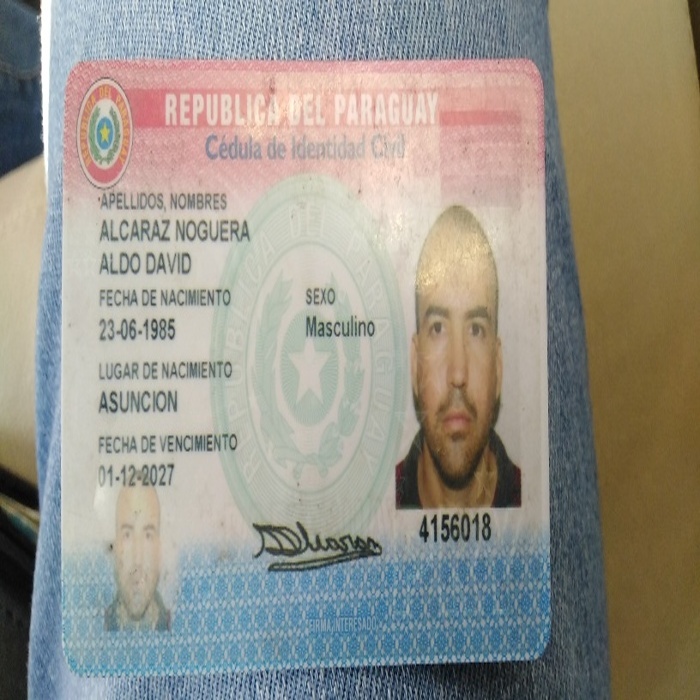 REPUBLICA DEL PARAGUAY
Cédula de Identidad Civil
APELLIDOS, NOMBRES
ALCARAZ NOGUERA
ALDO DAVID
FECHA DE NACIMIENTO
SEXO
23-06-1985
Masculino
LUGAR DE NACIMIENTO
ASUNCION
FECHA DE VENCIMIENTO
01-12-2027
4156018
FIRMA INTERESADO
REPUBLICA DEL PARAGUAY